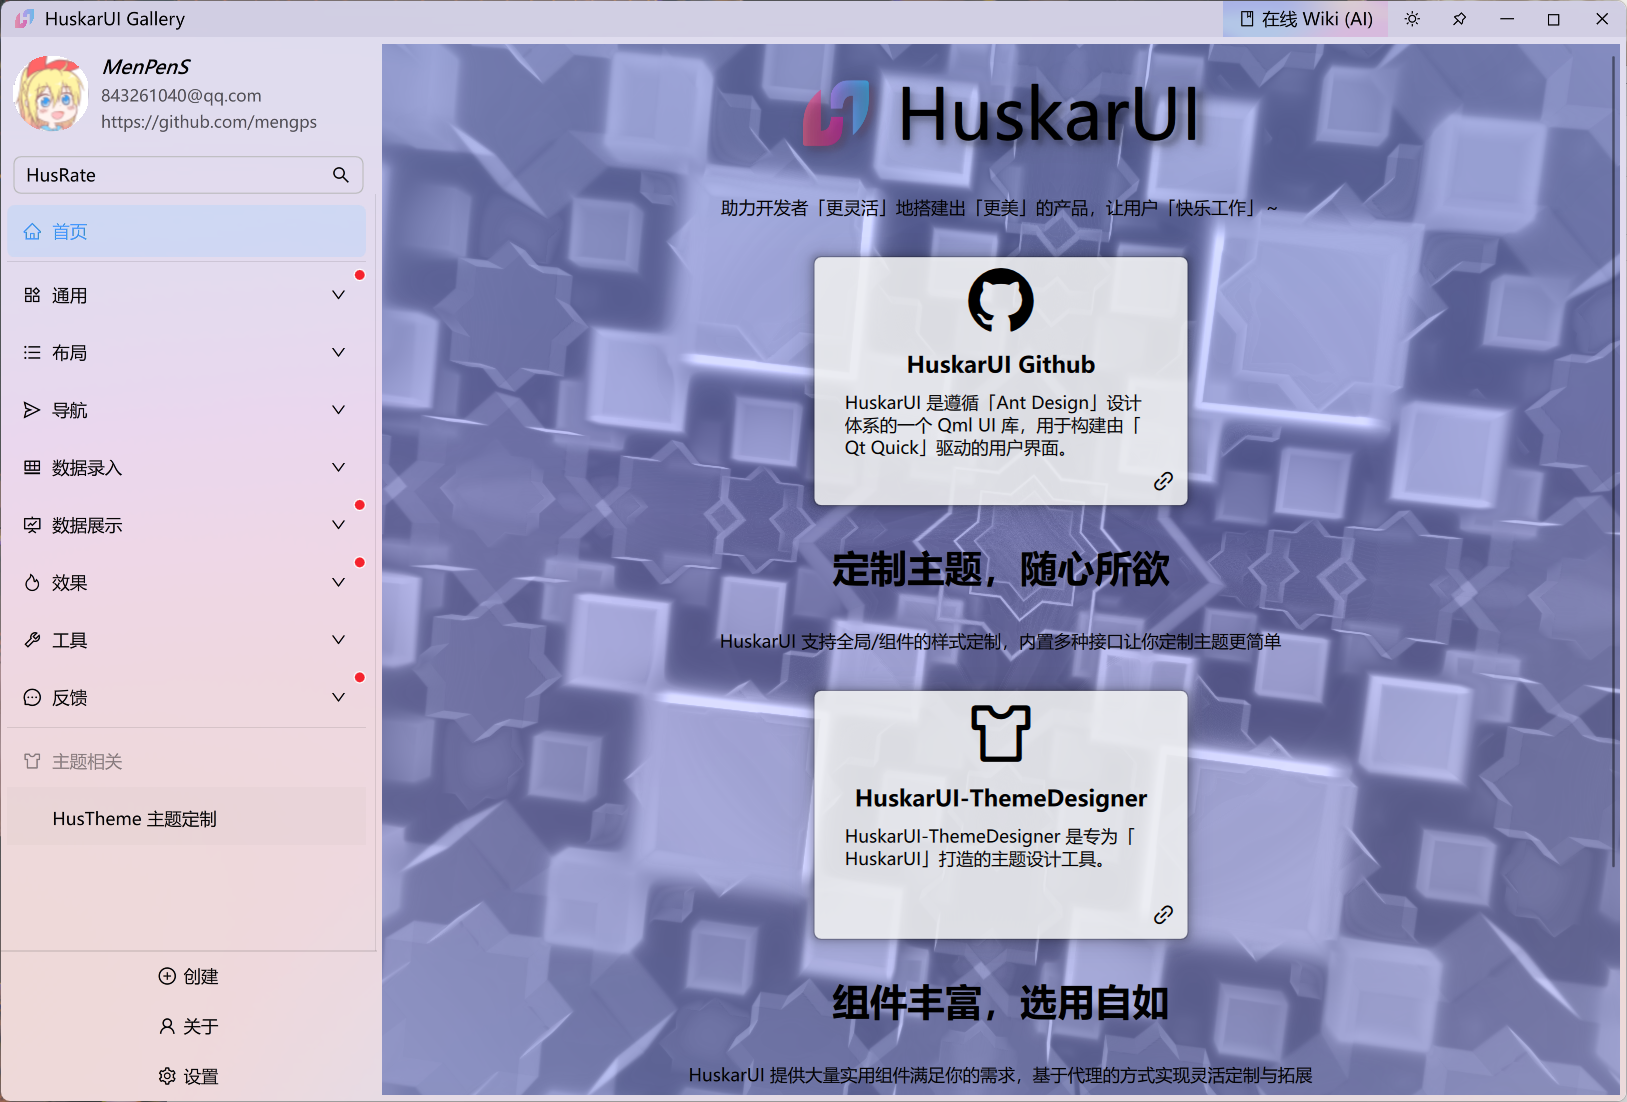 HuskarUI Gallery
在线 Wiki (AI)
MenPenS
843261040@qq.com
https://github.com/mengps
HusRate
首页
通用
布局
导航
数据录入
数据展示
效果
工具
反馈
主题相关
HusTheme 主题定制
创建
关于
设置
HuskarUI
助力开发者「更灵活」地搭建出「更美」的产品，让用户「快乐工作」~
HuskarUI Github
HuskarUI 是遵循「Ant Design」设计
体系的一个 Qml UI 库，用于构建由「
Qt Quick」驱动的用户界面。
定制主题，随心所欲
HuskarUI 支持全局/组件的样式定制，内置多种接口让你定制主题更简单
HuskarUI-ThemeDesigner
HuskarUI-ThemeDesigner 是专为「
HuskarUI」打造的主题设计工具。
组件丰富，选用自如
HuskarUI 提供大量实用组件满足你的需求，基于代理的方式实现灵活定制与拓展